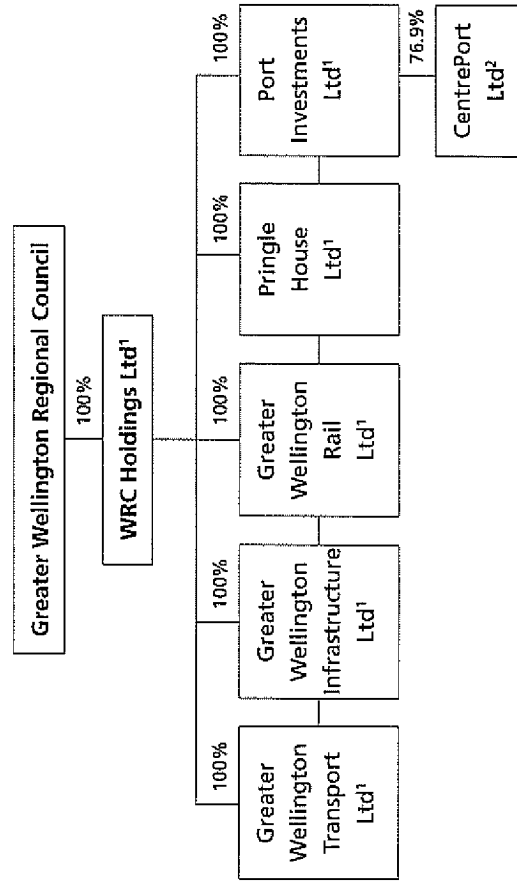 Greater Wellington Regional Council
100%
WRC Holdings Ltd¹
100%
100%
100%
100%
100%
Greater
Wellington
Transport
Ltd¹
Greater
Wellington
Infrastructure
Ltd¹
Greater
Wellington
Rail
Ltd¹
Pringle
House
Ltd¹
Port
Investments
Ltd¹
76.9%
CentrePort
Ltd²